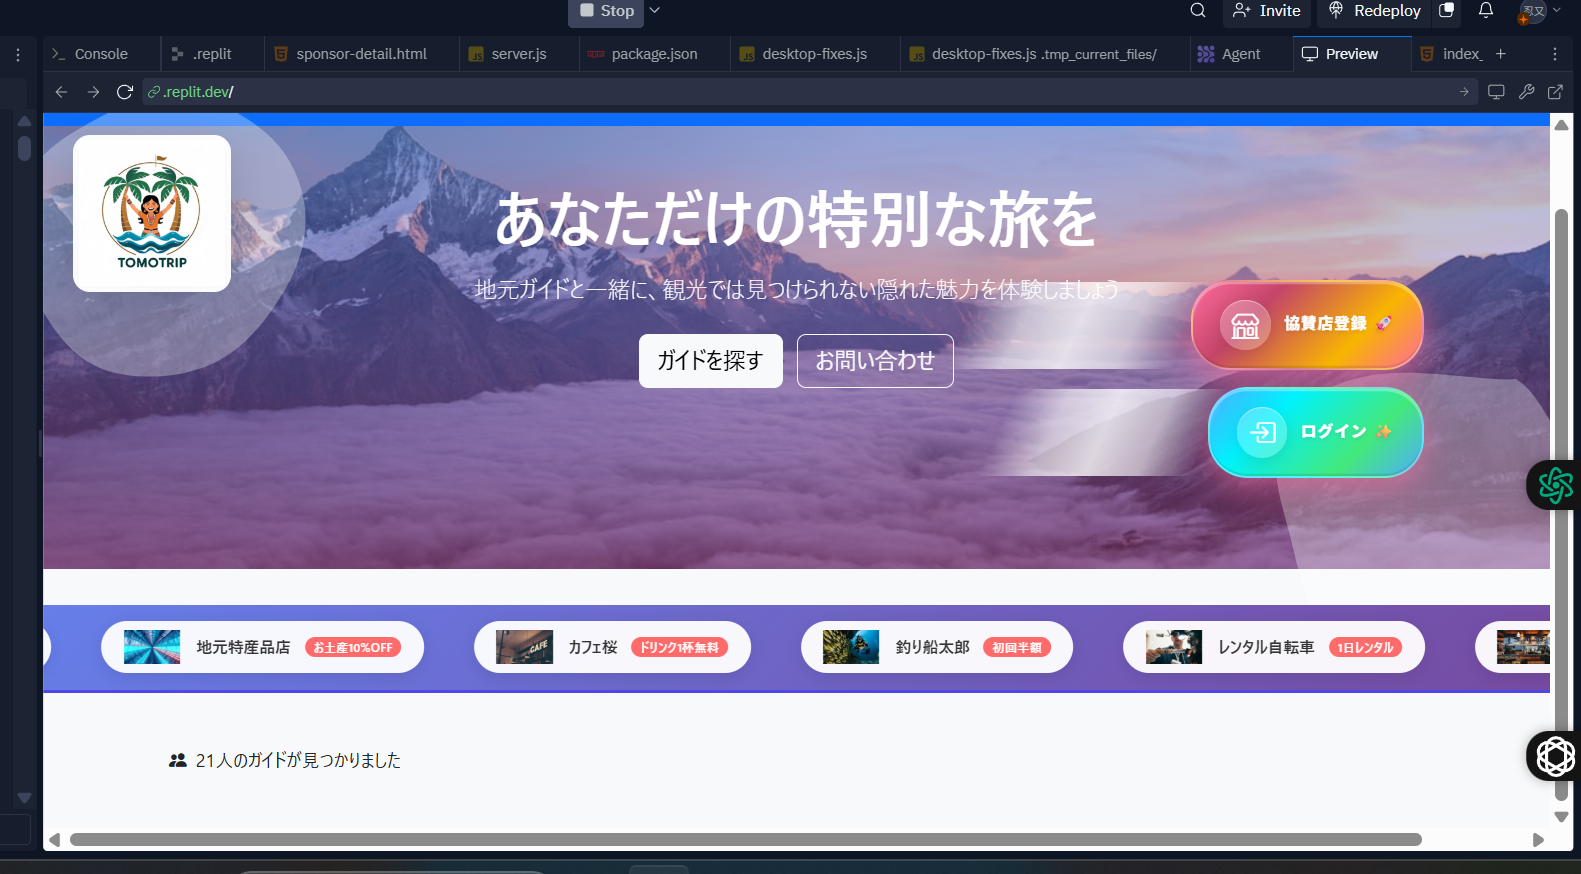 Stop
Invite
Redeploy
Console
.replit
sponsor-detail.html
server.js
package.json
desktop-fixes.js
desktop-fixes.js .tmp_current_files/
Agent
Preview
index_
.replit.dev/
TOMOTRIP
あなただけの特別な旅を
地元ガイドと一緒に、観光では見つけられない隠れた魅力を体験しましょう
ガイドを探す
お問い合わせ
協賛店登録 🚀
ログイン ✨
地元特産品店
お土産10%OFF
カフェ桜
ドリンク1杯無料
釣り船太郎
初回半額
レンタル自転車
1日レンタル
21人のガイドが見つかりました